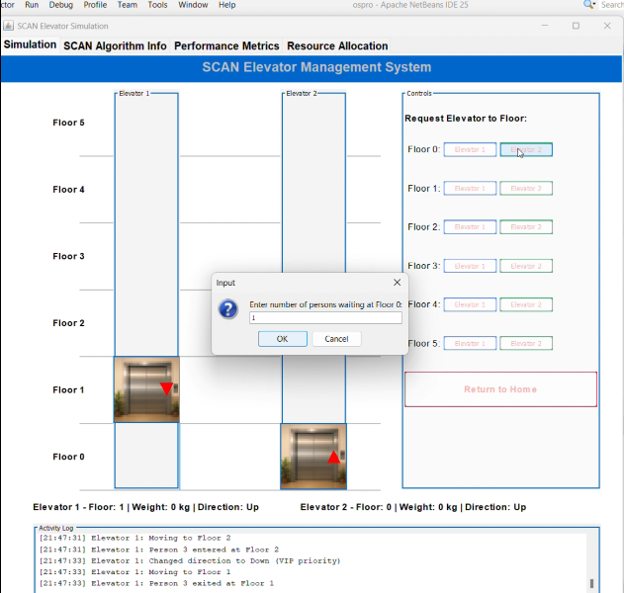 ctor Run Debug Profile Team Tools Window Help ospro - Apache NetBeans IDE 25 Search
SCAN Elevator Simulation
Simulation SCAN Algorithm Info Performance Metrics Resource Allocation
SCAN Elevator Management System
Elevator 1 Elevator 2 Controls
Floor 5
Floor 4
Floor 3
Floor 2
Floor 1
Floor 0
Request Elevator to Floor:
Floor 0: Elevator 1 Elevator 2
Floor 1: Elevator 1 Elevator 2
Floor 2: Elevator 1 Elevator 2
Floor 3: Elevator 1 Elevator 2
Floor 4: Elevator 1 Elevator 2
Floor 5: Elevator 1 Elevator 2
Return to Home
Input
Enter number of persons waiting at Floor 0:
1
OK Cancel
Elevator 1 - Floor: 1 | Weight: 0 kg | Direction: Up Elevator 2 - Floor: 0 | Weight: 0 kg | Direction: Up
Activity Log
[21:47:31] Elevator 1: Moving to Floor 2
[21:47:31] Elevator 1: Person 3 entered at Floor 2
[21:47:33] Elevator 1: Changed direction to Down (VIP priority)
[21:47:33] Elevator 1: Moving to Floor 1
[21:47:33] Elevator 1: Person 3 exited at Floor 1